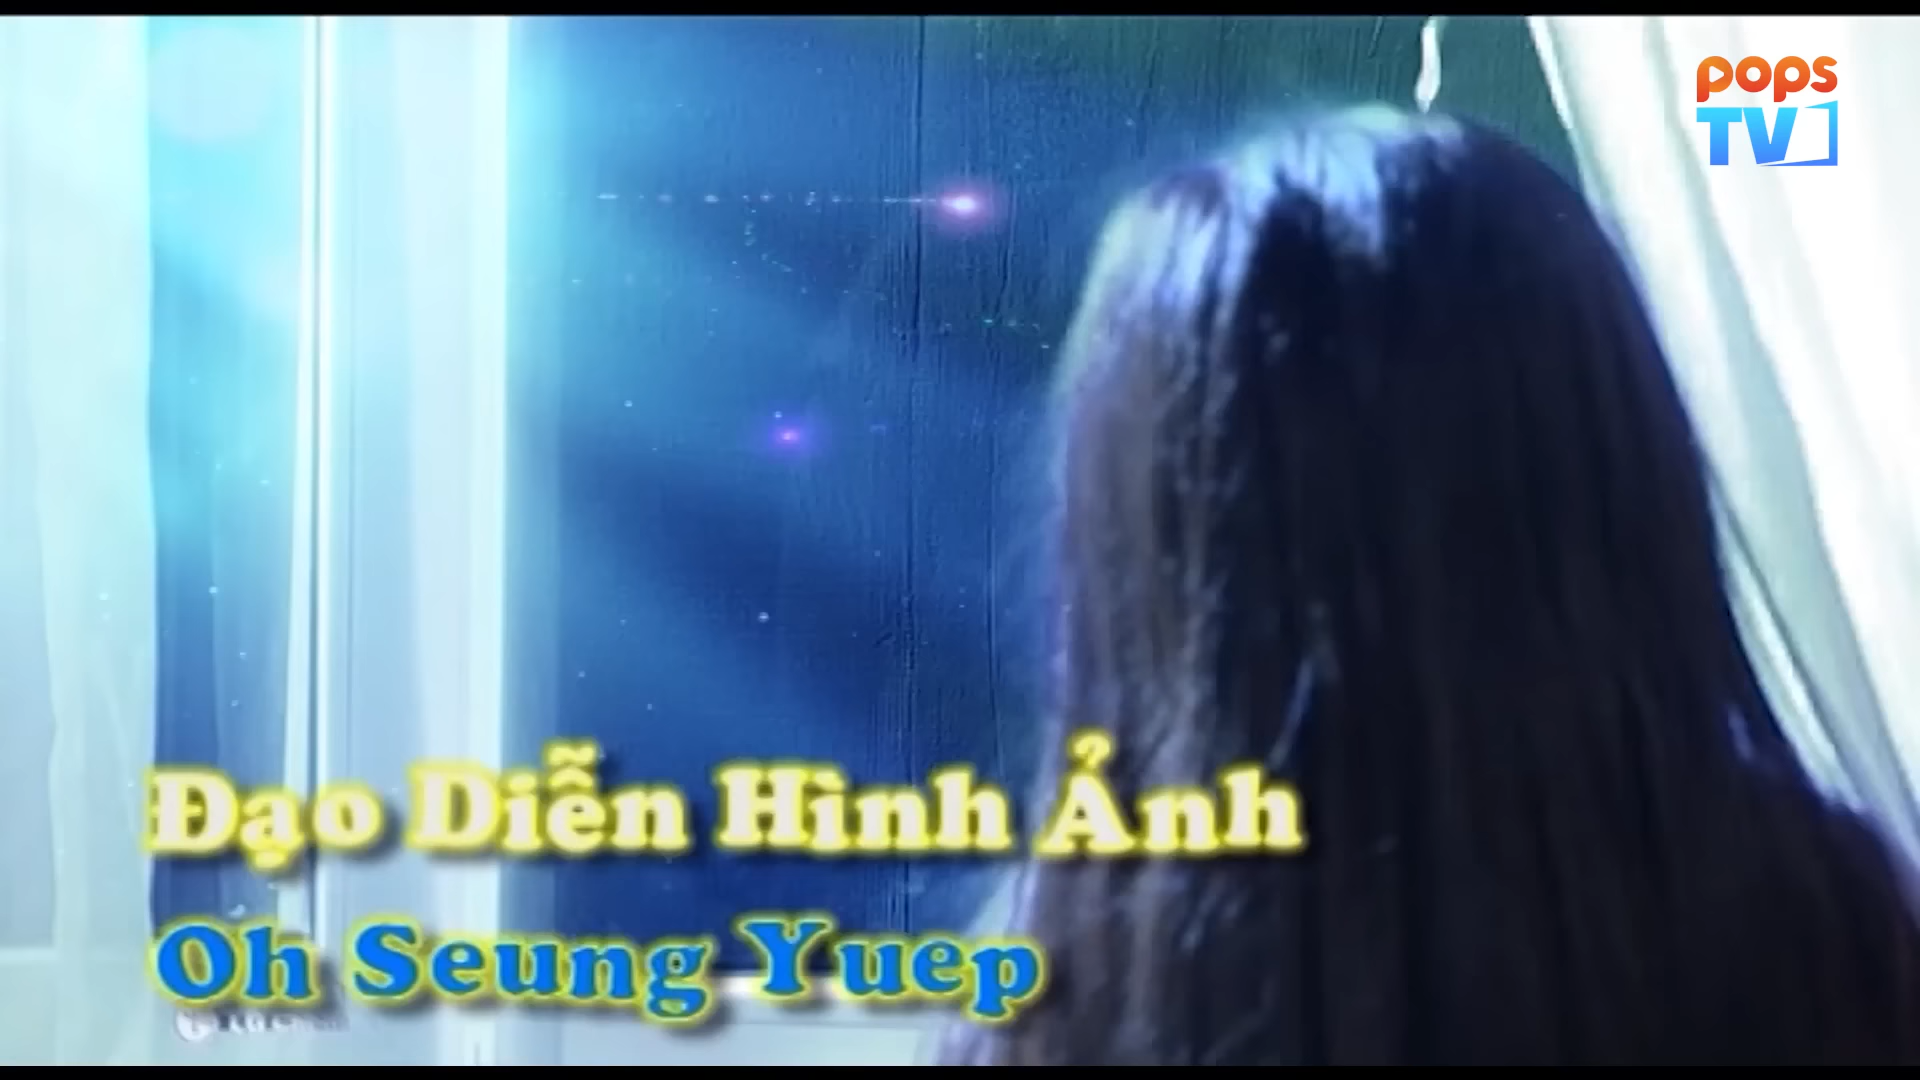 pops
TV
Đạo Diễn Hình Ảnh
Oh Seung Yuep